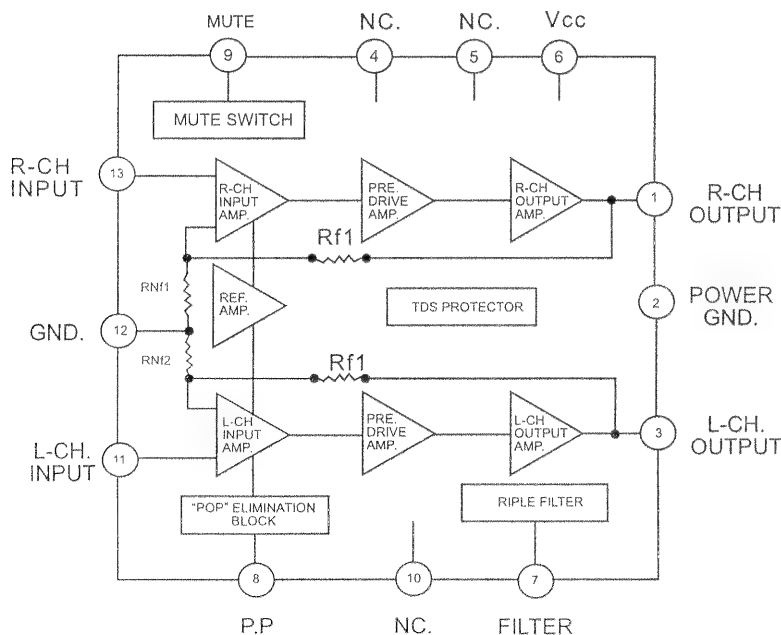 MUTE
NC.
NC.
Vcc
9
4
5
6
MUTE SWITCH
R-CH
INPUT
13
R-CH
INPUT
AMP.
PRE.
DRIVE
AMP.
R-CH
OUTPUT
AMP.
1
R-CH
OUTPUT
Rf1
RNf1
REF.
AMP.
TDS PROTECTOR
2
POWER
GND.
GND.
12
RNf2
Rf1
L-CH.
INPUT
11
L-CH
INPUT
AMP.
PRE.
DRIVE
AMP.
L-CH
OUTPUT
AMP.
3
L-CH.
OUTPUT
"POP" ELIMINATION
BLOCK
RIPLE FILTER
8
10
7
P.P
NC.
FILTER